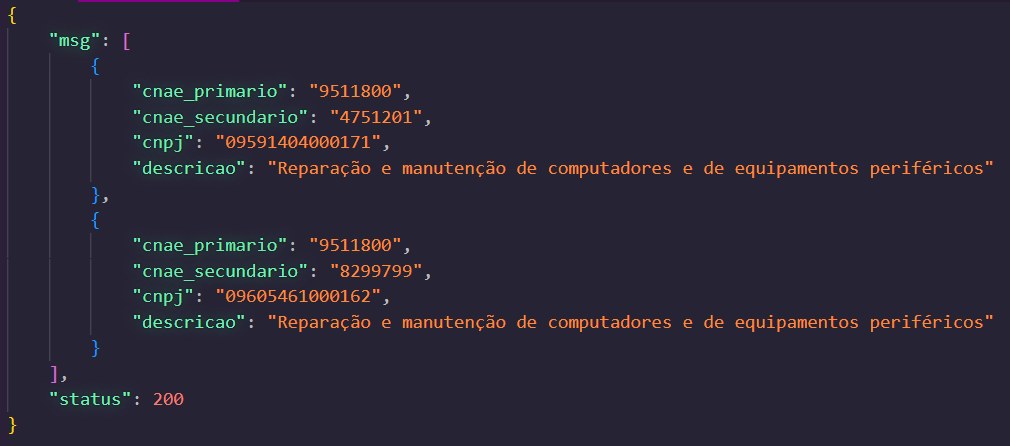 {
"msg": [
{
"cnae_primario": "9511800",
"cnae_secundario": "4751201",
"cnpj": "09591404000171",
"descricao": "Reparação e manutenção de computadores e de equipamentos periféricos"
},
{
"cnae_primario": "9511800",
"cnae_secundario": "8299799",
"cnpj": "09605461000162",
"descricao": "Reparação e manutenção de computadores e de equipamentos periféricos"
}
],
"status": 200
}